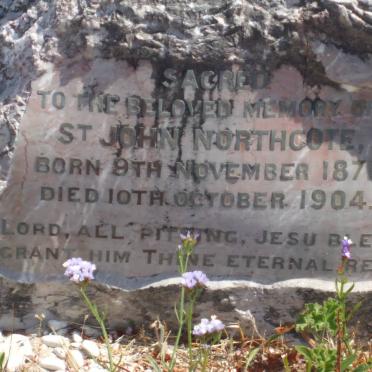 SACRED
TO THE BELOVED MEMORY OF
ST JOHN NORTHCOTE,
BORN 9TH NOVEMBER 187
DIED 10TH OCTOBER 1904.
LORD, ALL PITYING, JESU BLE
GRANT HIM THINE ETERNAL RE